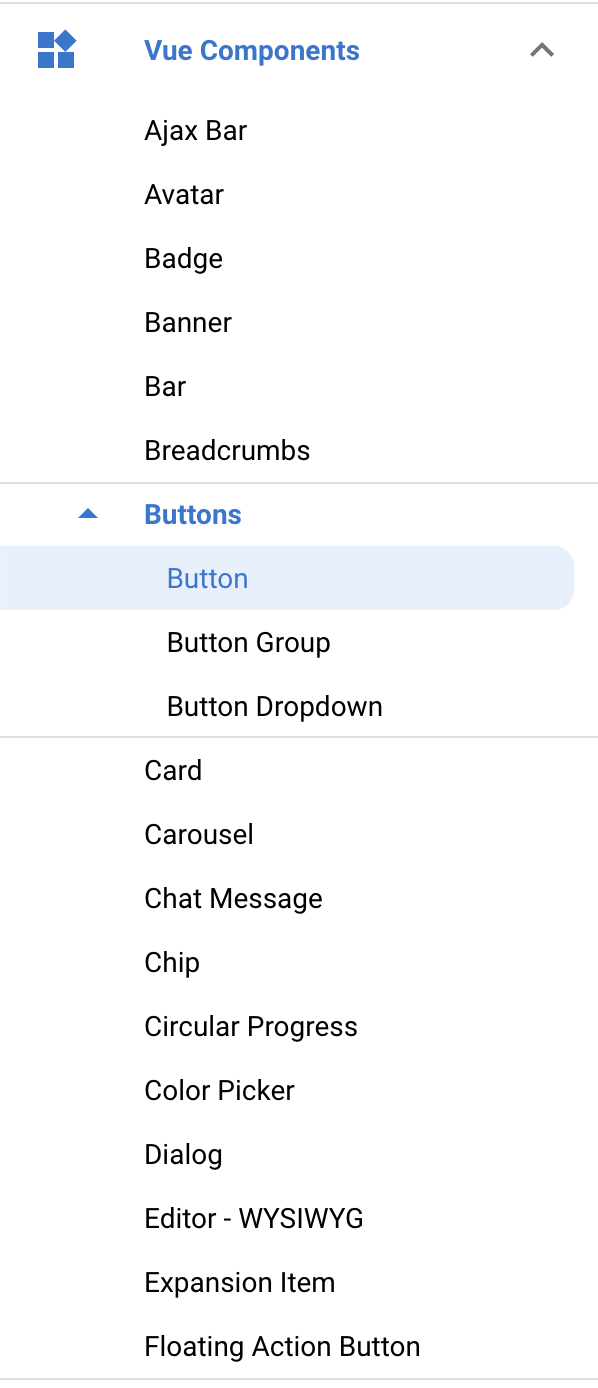 Vue Components
Ajax Bar
Avatar
Badge
Banner
Bar
Breadcrumbs
Buttons
Button
Button Group
Button Dropdown
Card
Carousel
Chat Message
Chip
Circular Progress
Color Picker
Dialog
Editor - WYSIWYG
Expansion Item
Floating Action Button